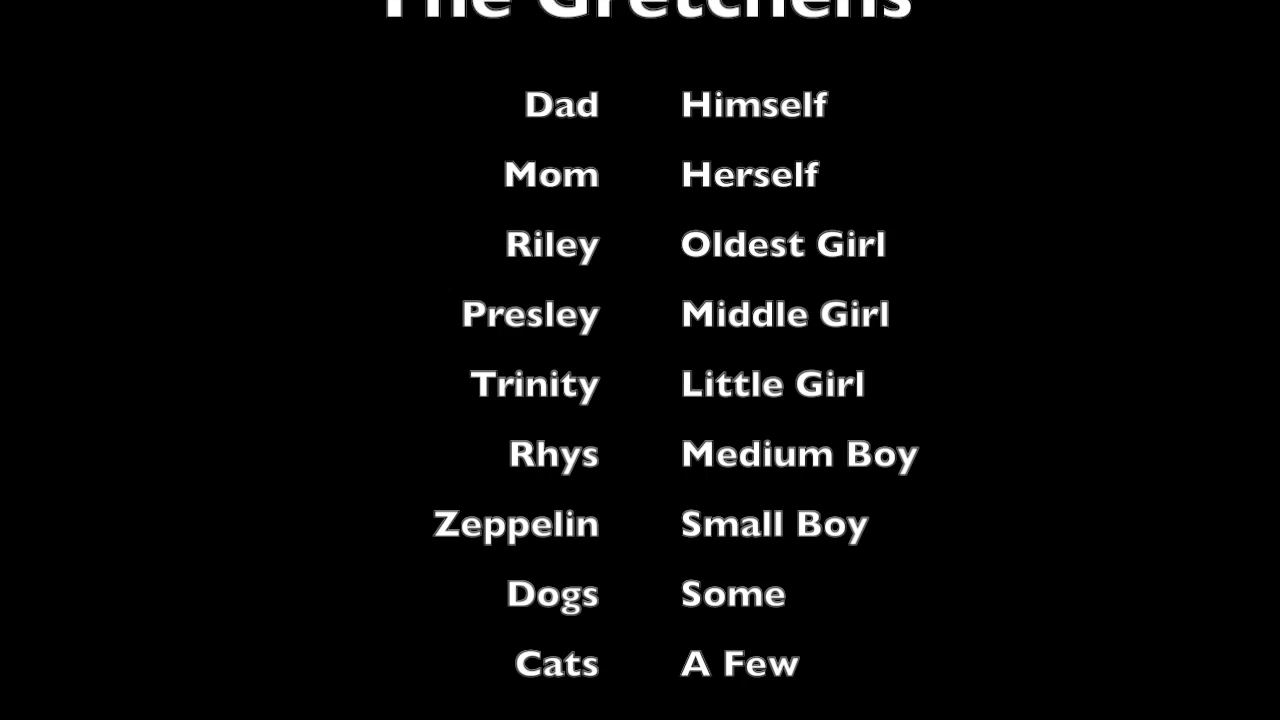 The Gretchens
Dad Himself
Mom Herself
Riley Oldest Girl
Presley Middle Girl
Trinity Little Girl
Rhys Medium Boy
Zeppelin Small Boy
Dogs Some
Cats A Few